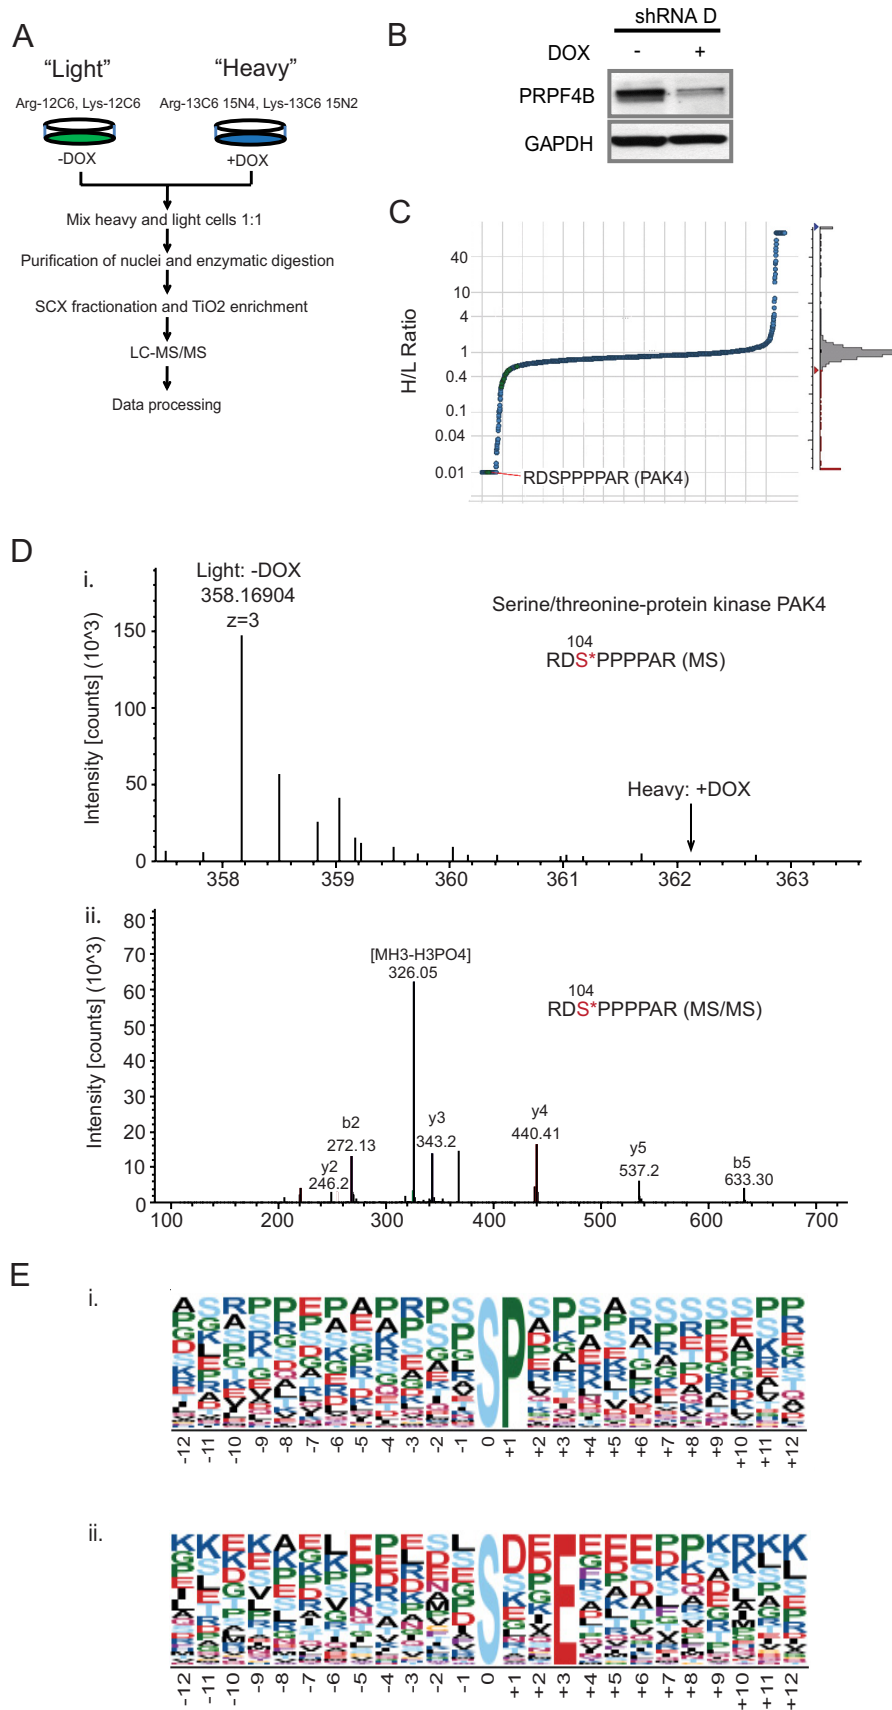 A
"Light"
"Heavy"
Arg-12C6, Lys-12C6
Arg-13C6 15N4, Lys-13C6 15N2
-DOX
+DOX
Mix heavy and light cells 1:1
Purification of nuclei and enzymatic digestion
SCX fractionation and TiO2 enrichment
LC-MS/MS
Data processing
B
shRNA D
DOX - +
PRPF4B
GAPDH
C
H/L Ratio
40
10
4
1
0.4
0.1
0.04
0.01
RDSPPPPAR (PAK4)
D
i.
Light: -DOX
358.16904
z=3
Serine/threonine-protein kinase PAK4
104
RDS*PPPPAR (MS)
Heavy: +DOX
Intensity [counts] (10^3)
150
100
50
0
358 359 360 361 362 363
ii.
Intensity [counts] (10^3)
80
70
60
50
40
30
20
10
0
[MH3-H3PO4]
326.05
104
RDS*PPPPAR (MS/MS)
b2
272.13
y2
246.2
y3
343.2
y4
440.41
y5
537.2
b5
633.30
100 200 300 400 500 600 700
E
i.
S P
-12 -11 -10 -9 -8 -7 -6 -5 -4 -3 -2 -1 0 +1 +2 +3 +4 +5 +6 +7 +8 +9 +10 +11 +12
ii.
S D E E
-12 -11 -10 -9 -8 -7 -6 -5 -4 -3 -2 -1 0 +1 +2 +3 +4 +5 +6 +7 +8 +9 +10 +11 +12